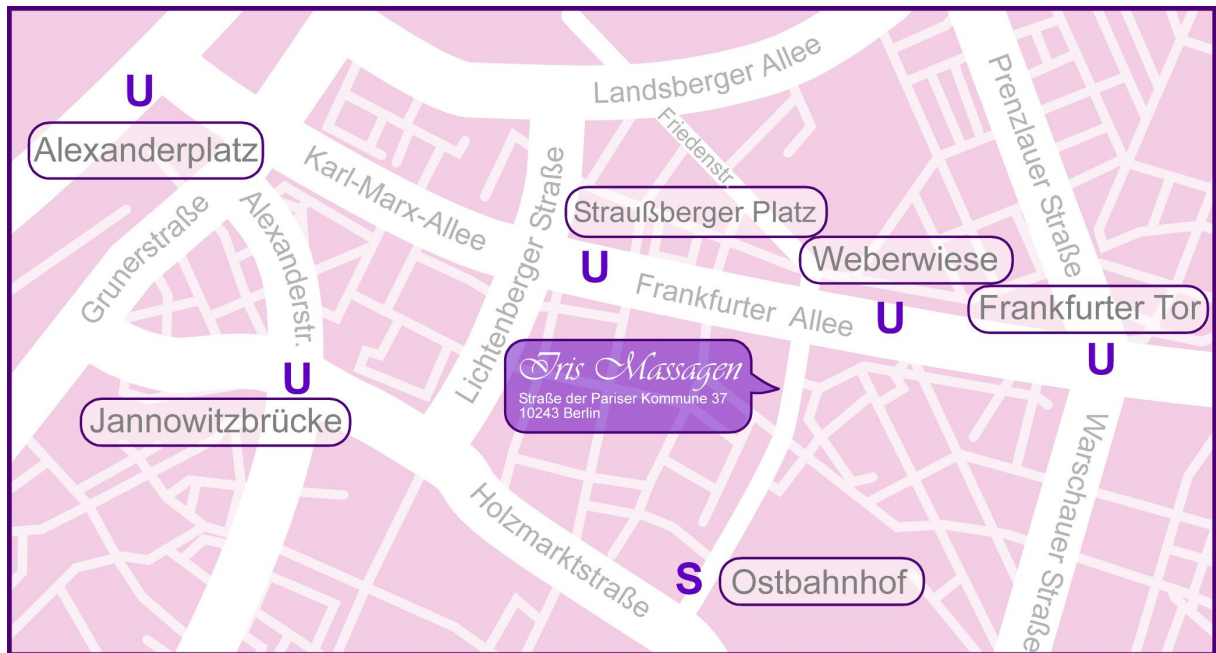 Landsberger Allee
Prenzlauer Straße
U
Alexanderplatz
Friedenstr.
Karl-Marx-Allee
Grunerstraße
Alexanderstr.
Lichtenberger Straße
Straußberger Platz
U
Weberwiese
Frankfurter Allee
U
Frankfurter Tor
U
U
Jannowitzbrücke
Iris Massagen
Straße der Pariser Kommune 37
10243 Berlin
Warschauer Straße
Holzmarktstraße
S
Ostbahnhof